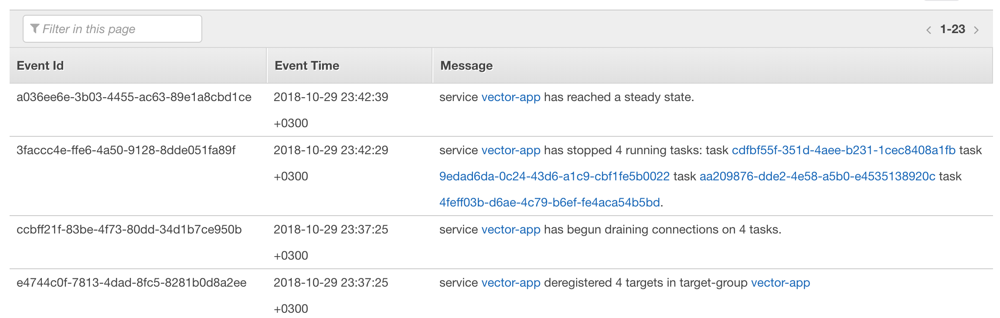 Filter in this page
< 1-23 >
Event Id Event Time Message
a036ee6e-3b03-4455-ac63-89e1a8cbd1ce 2018-10-29 23:42:39 service vector-app has reached a steady state.
+0300
3faccc4e-ffe6-4a50-9128-8dde051fa89f 2018-10-29 23:42:29 service vector-app has stopped 4 running tasks: task cdfbf55f-351d-4aee-b231-1cec8408a1fb task
+0300 9edad6da-0c24-43d6-a1c9-cbf1fe5b0022 task aa209876-dde2-4e58-a5b0-e4535138920c task
4feff03b-d6ae-4c79-b6ef-fe4aca54b5bd.
ccbff21f-83be-4f73-80dd-34d1b7ce950b 2018-10-29 23:37:25 service vector-app has begun draining connections on 4 tasks.
+0300
e4744c0f-7813-4dad-8fc5-8281b0d8a2ee 2018-10-29 23:37:25 service vector-app deregistered 4 targets in target-group vector-app
+0300